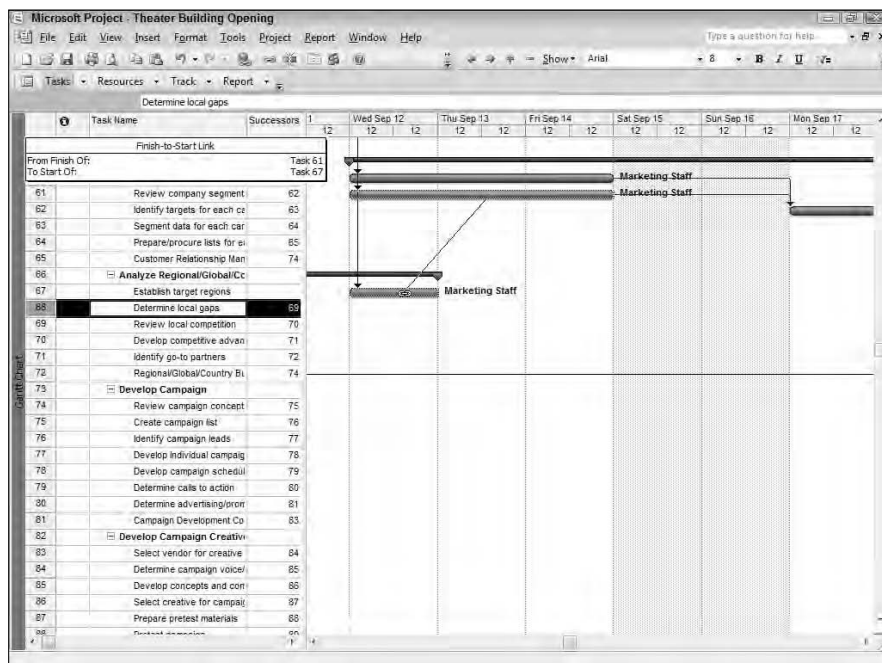 Microsoft Project - Theater Building Opening
File Edit View Insert Format Tools Project Report Window Help
Type a question for help
Show Arial 8 B I U
Tasks Resources Track Report
Determine local gaps
Task Name Successors 1 Wed Sep 12 Thu Sep 13 Fri Sep 14 Sat Sep 15 Sun Sep 16 Mon Sep 17
12 12 12 12 12 12 12 12 12 12 12 12 12
Finish-to-Start Link
From Finish Of: Task 61
To Start Of: Task 67
Marketing Staff
61 Review company segment 62 Marketing Staff
62 Identify targets for each ca 63
63 Segment data for each car 64
64 Prepare/procure lists for e 65
65 Customer Relationship Man 74
66 Analyze Regional/Global/Cc
67 Establish target regions Marketing Staff
68 Determine local gaps 69
69 Review local competition 70
70 Develop competitive advan 71
71 Identify go-to partners 72
72 Regional/Global/Country Bu 74
73 Develop Campaign
74 Review campaign concept 75
75 Create campaign list 76
76 Identify campaign leads 77
77 Develop individual campaig 78
78 Develop campaign schedul 79
79 Determine calls to action 80
80 Determine advertising/prom 81
81 Campaign Development Co 83
82 Develop Campaign Creative
83 Select vendor for creative 84
84 Determine campaign voice/ 85
85 Develop concepts and con 86
86 Select creative for campaig 87
87 Prepare pretest materials 88
Gantt Chart